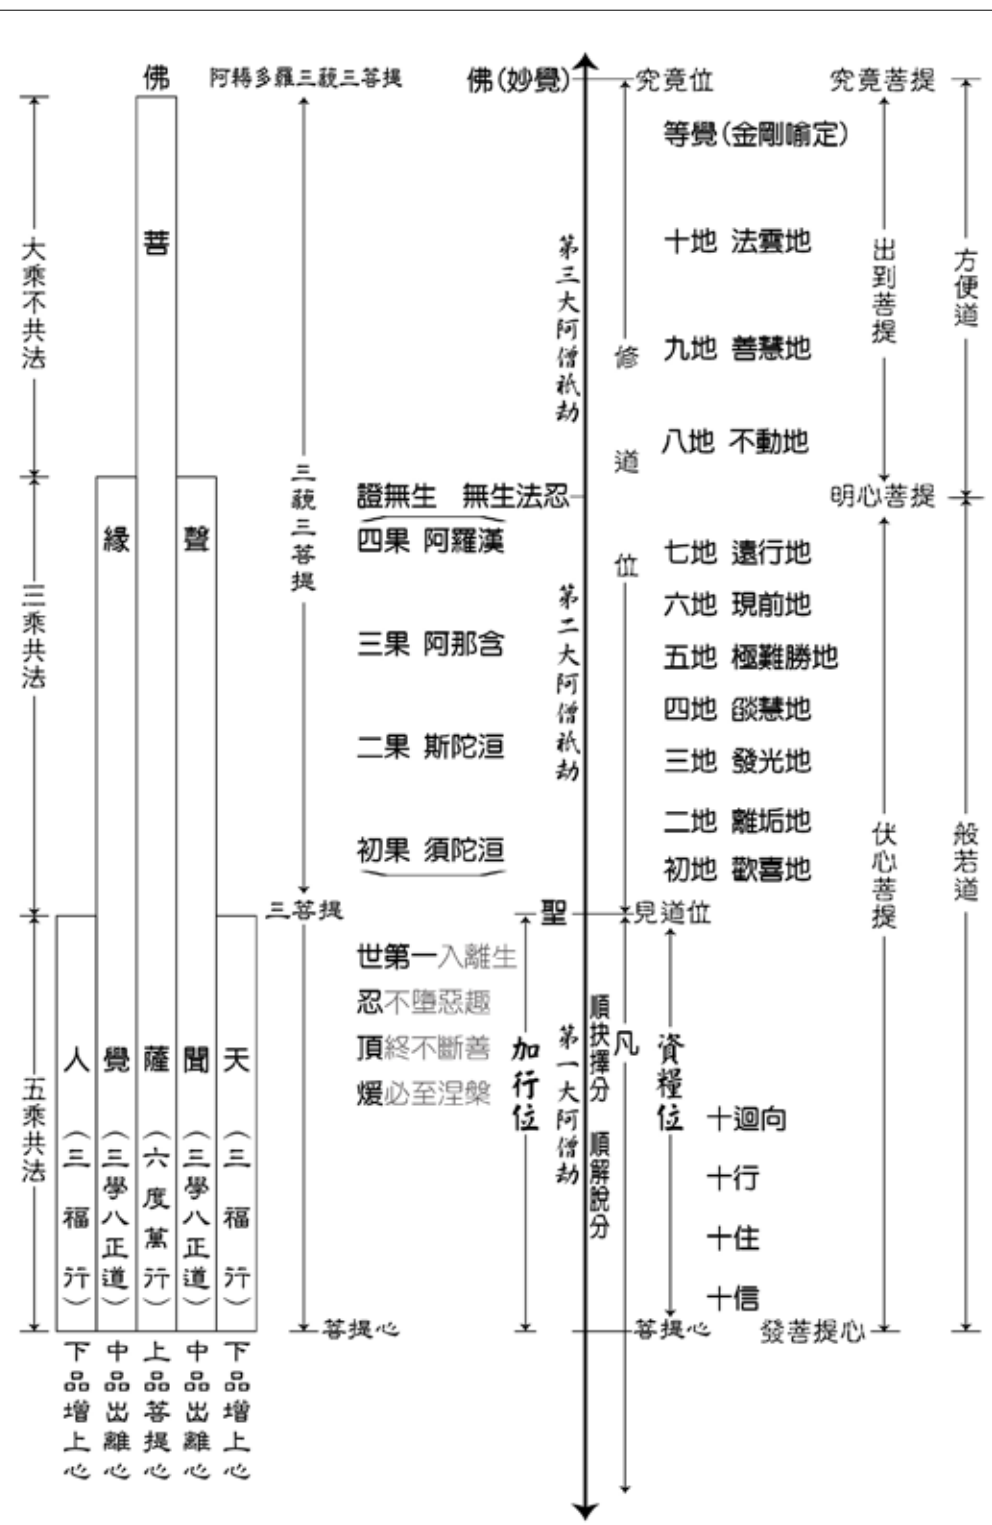 佛
阿耨多羅三藐三菩提
佛(妙覺)
究竟位
究竟菩提
等覺(金剛喻定)
大乘不共法
菩
三藐三菩提
第三大阿僧祇劫
修道位
十地 法雲地
九地 善慧地
八地 不動地
出到菩提
方便道
證無生 無生法忍
明心菩提
三乘共法
緣
聲
四果 阿羅漢
三果 阿那含
二果 斯陀洹
初果 須陀洹
第二大阿僧祇劫
七地 遠行地
六地 現前地
五地 極難勝地
四地 燄慧地
三地 發光地
二地 離垢地
初地 歡喜地
伏心菩提
般若道
三菩提
聖
見道位
五乘共法
人(三福行)
覺(三學八正道)
薩(六度萬行)
聞(三學八正道)
天(三福行)
世第一入離生
忍不墮惡趣
頂終不斷善
煖必至涅槃
加行位
第一大阿僧劫
順抉擇分
順解脫分
凡
資糧位
十迴向
十行
十住
十信
菩提心
菩提心
發菩提心
下品增上心
中品出離心
上品菩提心
中品出離心
下品增上心